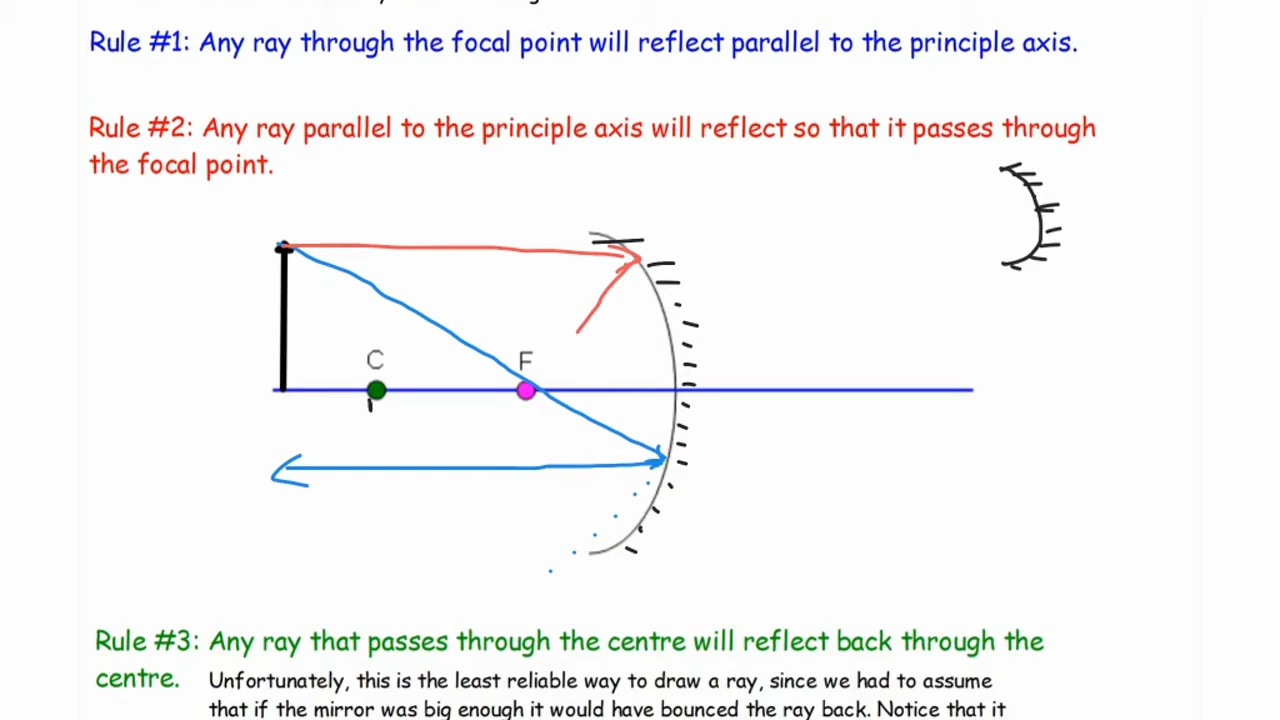 Rule #1: Any ray through the focal point will reflect parallel to the principle axis.
Rule #2: Any ray parallel to the principle axis will reflect so that it passes through
the focal point.
C
F
Rule #3: Any ray that passes through the centre will reflect back through the
centre. Unfortunately, this is the least reliable way to draw a ray, since we had to assume
that if the mirror was big enough it would have bounced the ray back. Notice that it